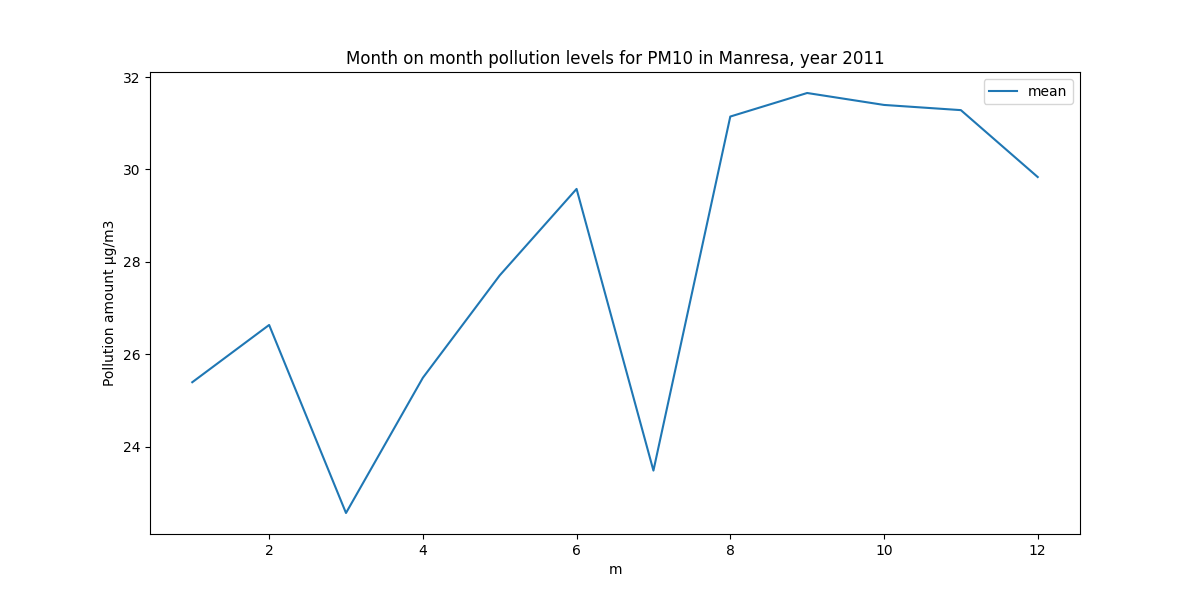 Month on month pollution levels for PM10 in Manresa, year 2011
mean
Pollution amount µg/m3
32
30
28
26
24
2 4 6 8 10 12
m